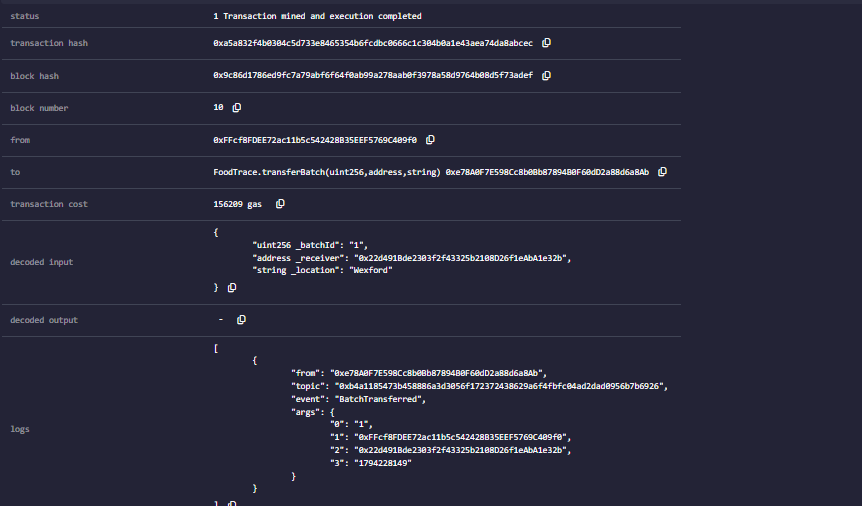 status 1 Transaction mined and execution completed
transaction hash 0xa5a832f4b0304c5d733e8465354b6fcdbc0666c1c304b0a1e43aea74da8abcec
block hash 0x9c86d1786ed9fc7a79abf6f64f0ab99a278aab0f3978a58d9764b08d5f73adef
block number 10
from 0xFFcf8FDEE72ac11b5c542428B35EEF5769C409f0
to FoodTrace.transferBatch(uint256,address,string) 0xe78A0F7E598Cc8b0Bb87894B0F60dD2a88d6a8Ab
transaction cost 156209 gas
decoded input {
"uint256 _batchId": "1",
"address _receiver": "0x22d491Bde2303f2f43325b2108D26f1eAbA1e32b",
"string _location": "Wexford"
}
decoded output -
logs [
{
"from": "0xe78A0F7E598Cc8b0Bb87894B0F60dD2a88d6a8Ab",
"topic": "0xb4a1185473b458886a3d3056f172372438629a6f4fbfc04ad2dad0956b7b6926",
"event": "BatchTransferred",
"args": {
"0": "1",
"1": "0xFFcf8FDEE72ac11b5c542428B35EEF5769C409f0",
"2": "0x22d491Bde2303f2f43325b2108D26f1eAbA1e32b",
"3": "1794228149"
}
}
]